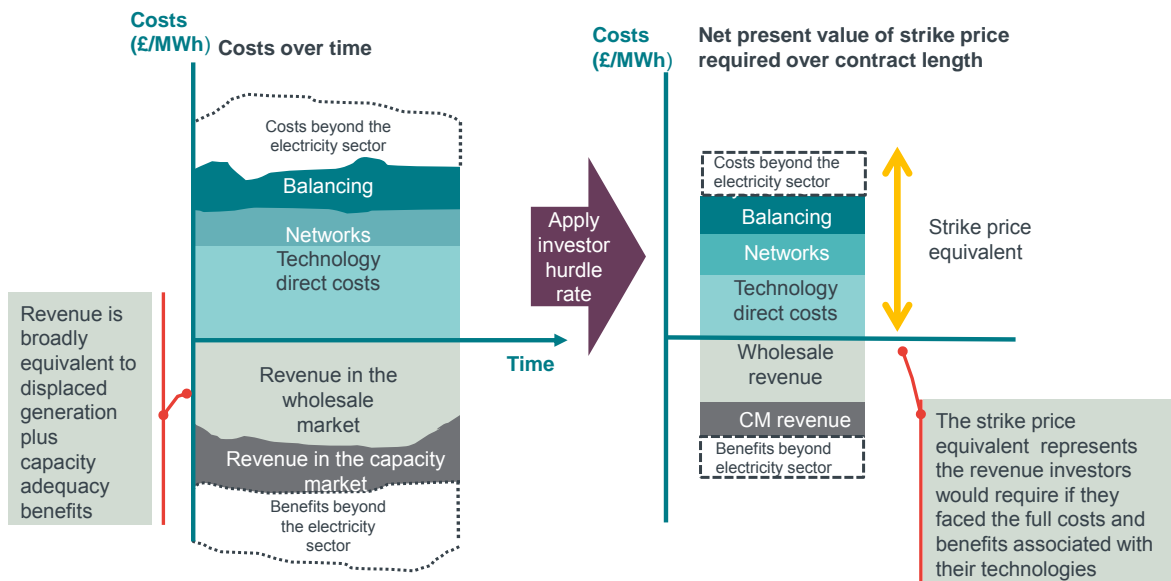 Costs
(£/MWh)
Costs over time
Costs beyond the
electricity sector
Balancing
Networks
Technology
direct costs
Time
Revenue in the
wholesale
market
Revenue in the capacity
market
Benefits beyond
the electricity
sector
Revenue is
broadly
equivalent to
displaced
generation
plus
capacity
adequacy
benefits
Apply
investor
hurdle
rate
Costs
(£/MWh)
Net present value of strike price
required over contract length
Costs beyond the
electricity sector
Balancing
Networks
Technology
direct costs
Wholesale
revenue
CM revenue
Benefits beyond
electricity sector
Strike price
equivalent
The strike price
equivalent represents
the revenue investors
would require if they
faced the full costs and
benefits associated with
their technologies